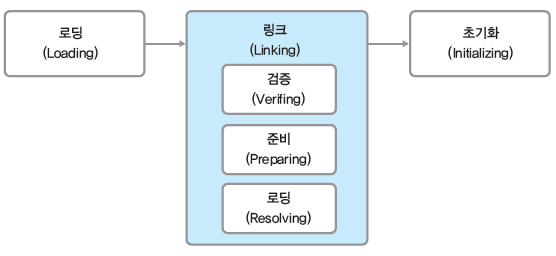 로딩
(Loading)
링크
(Linking)
검증
(Verifing)
준비
(Preparing)
로딩
(Resolving)
초기화
(Initializing)